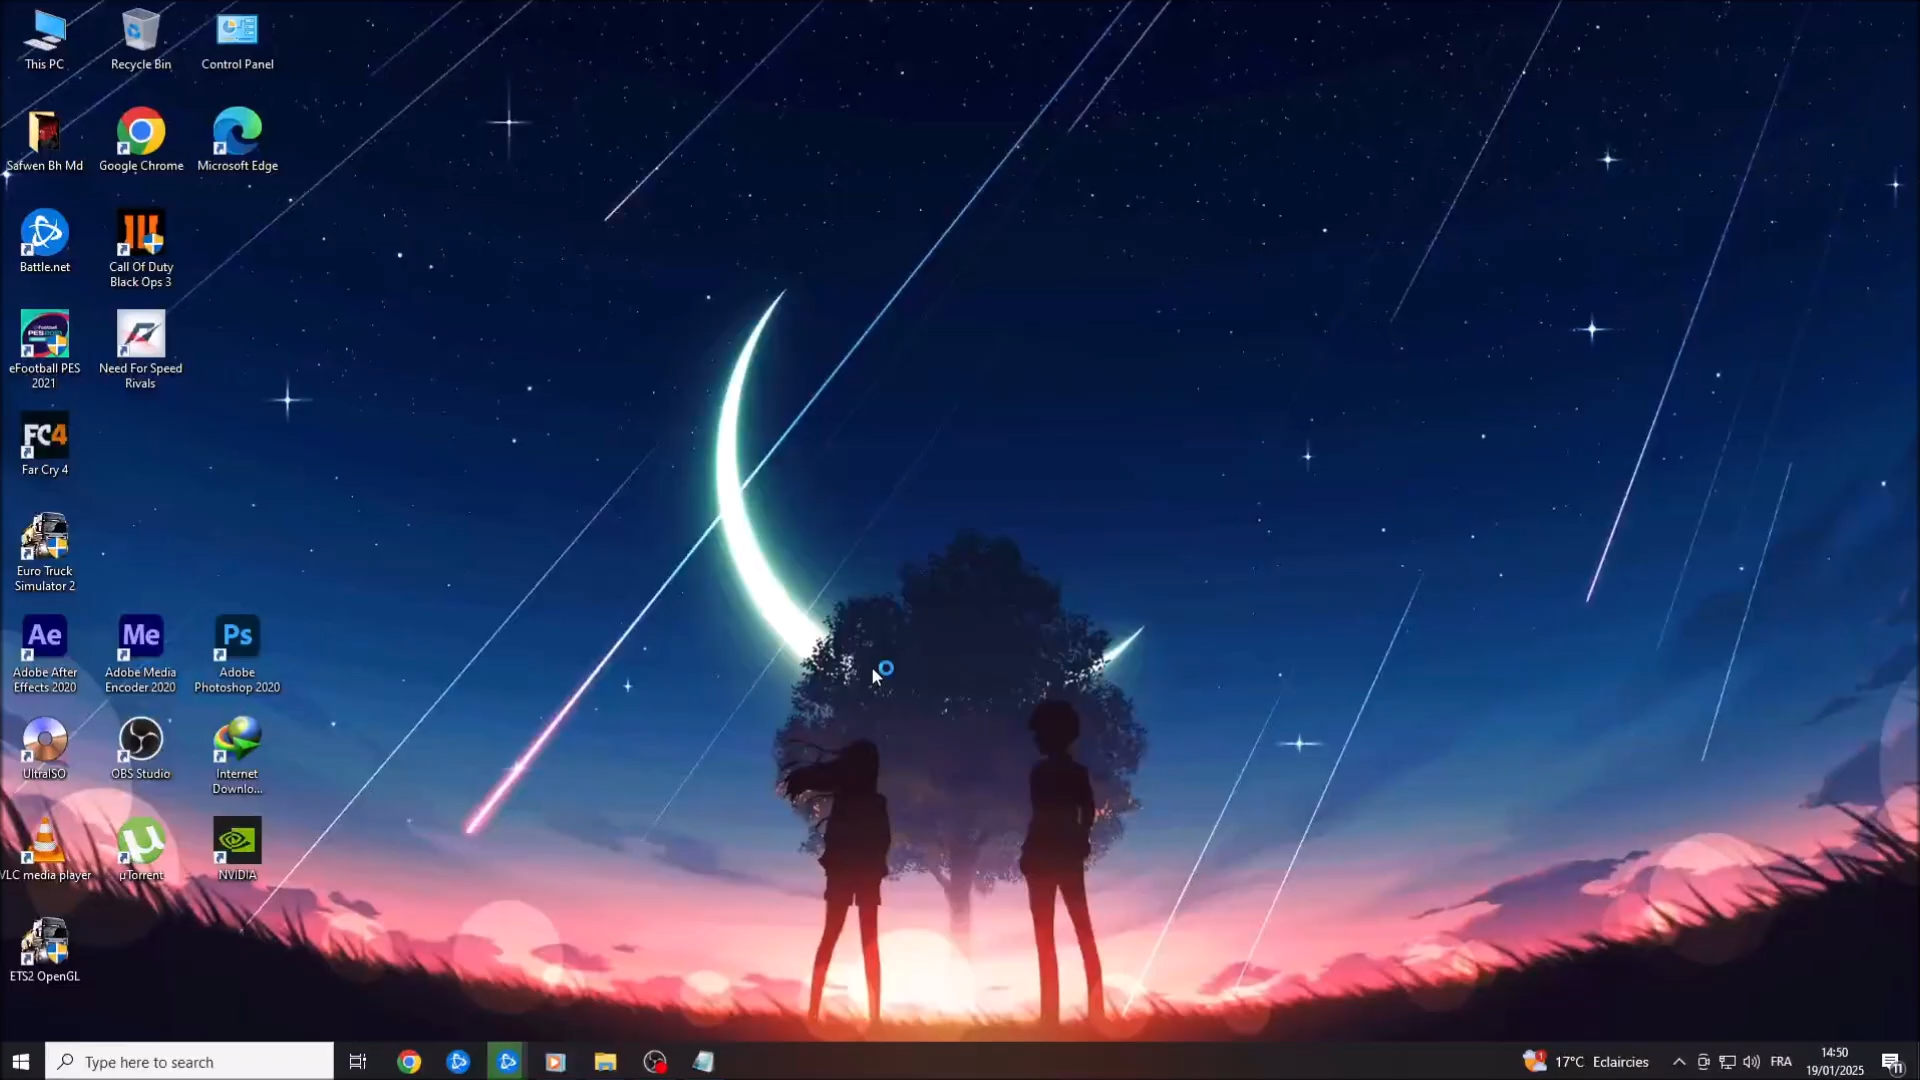 This PC
Recycle Bin
Control Panel
Safwen Bh Md
Google Chrome
Microsoft Edge
Battle.net
Call Of Duty
Black Ops 3
eFootball PES
2021
Need For Speed
Rivals
FC4
Far Cry 4
Euro Truck
Simulator 2
Ae
Adobe After
Effects 2020
Me
Adobe Media
Encoder 2020
Ps
Adobe
Photoshop 2020
UltraISO
OBS Studio
Internet
Downlo...
VLC media player
µTorrent
NVIDIA
ETS2 OpenGL
Type here to search
17°C Eclaircies
FRA
14:50
19/01/2025
11